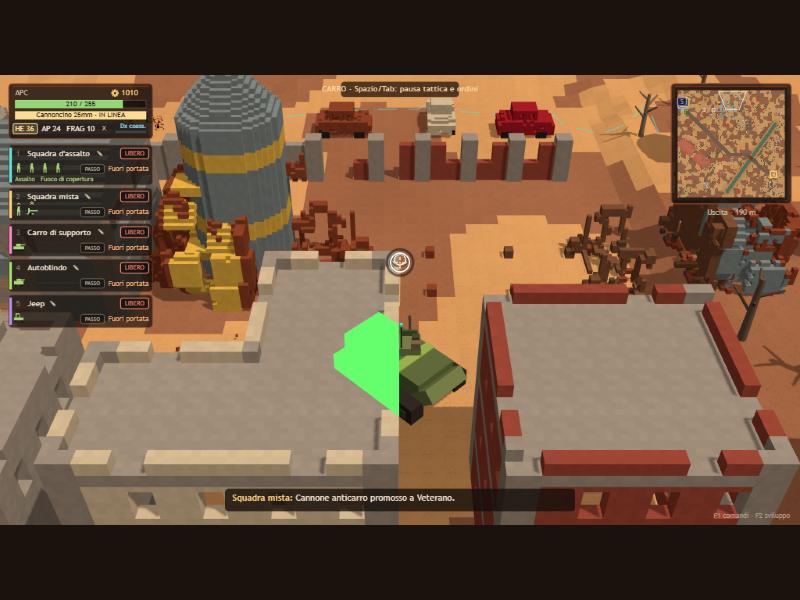 APC 1010
210 / 255
Cannoncino 25mm - IN LINEA
HE 36 AP 24 FRAG 10 X
CARRO - Spazio/Tab: pausa tattica e ordini
1 Squadra d'assalto LIBERO
PASSO Fuori portata
Assalto Fuoco di copertura
2 Squadra mista LIBERO
PASSO Fuori portata
3 Carro di supporto LIBERO
PASSO Fuori portata
4 Autoblindo LIBERO
PASSO Fuori portata
5 Jeep LIBERO
PASSO Fuori portata
Uscita - 190 m
Squadra mista: Cannone anticarro promosso a Veterano.
F1 comandi - F2 sviluppo